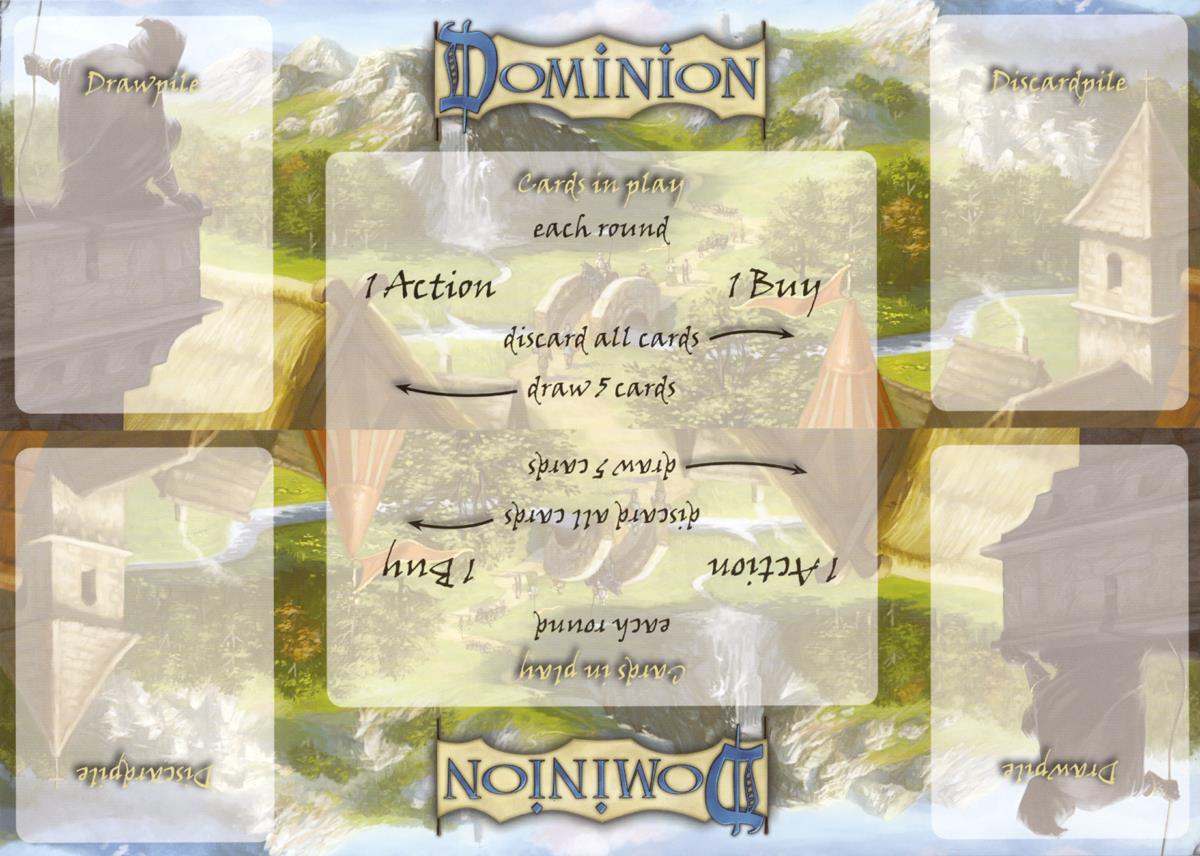 DOMINION
Drawpile
Discardpile
Cards in play
each round
1 Action
1 Buy
discard all cards
draw 5 cards
draw 5 cards
discard all cards
1 Buy
1 Action
each round
Cards in play
Discardpile
Drawpile
DOMINION